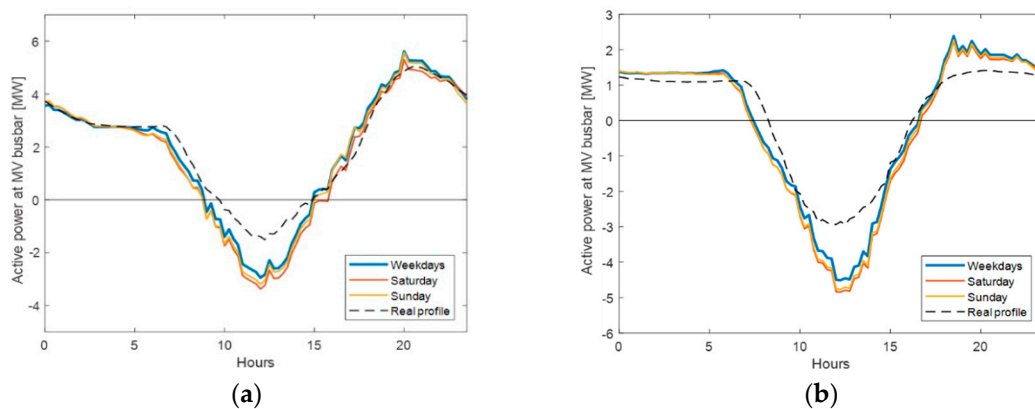 Active power at MV busbar [MW]
6
4
2
0
-2
-4
0
5
10
15
20
Hours
Weekdays
Saturday
Sunday
Real profile
(a)
Active power at MV busbar [MW]
3
2
1
0
-1
-2
-3
-4
-5
-6
0
5
10
15
20
Hours
Weekdays
Saturday
Sunday
Real profile
(b)